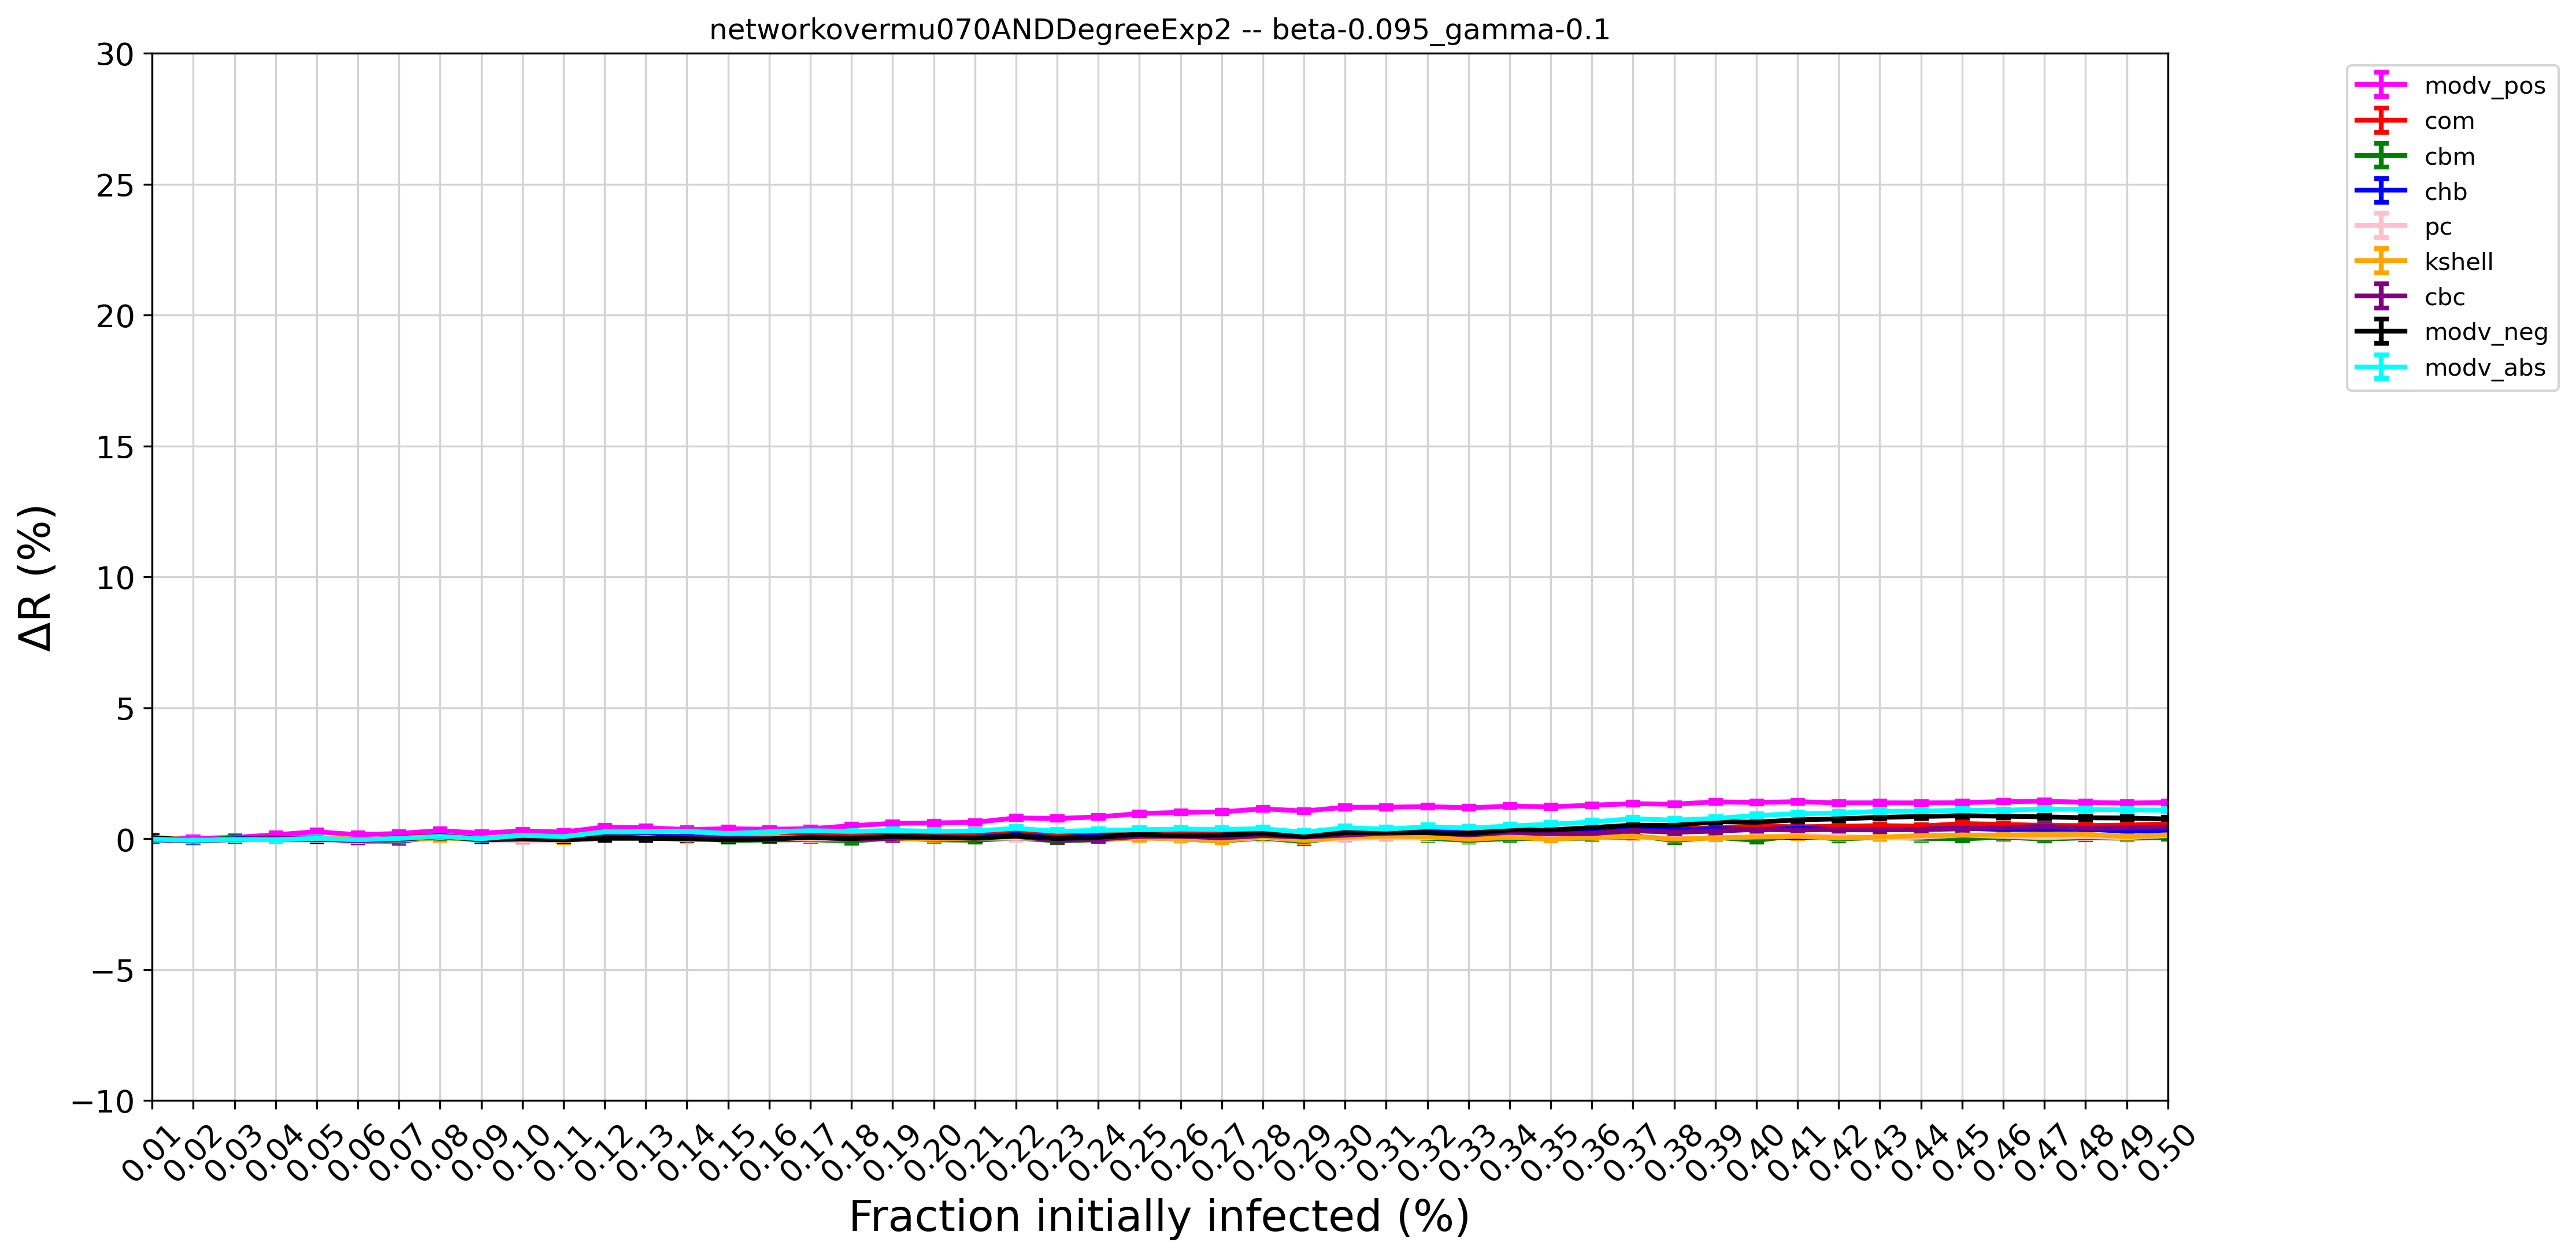 networkovermu070ANDDegreeExp2 -- beta-0.095_gamma-0.1
30
25
20
15
10
5
0
−5
−10
ΔR (%)
0.01 0.02 0.03 0.04 0.05 0.06 0.07 0.08 0.09 0.10 0.11 0.12 0.13 0.14 0.15 0.16 0.17 0.18 0.19 0.20 0.21 0.22 0.23 0.24 0.25 0.26 0.27 0.28 0.29 0.30 0.31 0.32 0.33 0.34 0.35 0.36 0.37 0.38 0.39 0.40 0.41 0.42 0.43 0.44 0.45 0.46 0.47 0.48 0.49 0.50
Fraction initially infected (%)
modv_pos
com
cbm
chb
pc
kshell
cbc
modv_neg
modv_abs